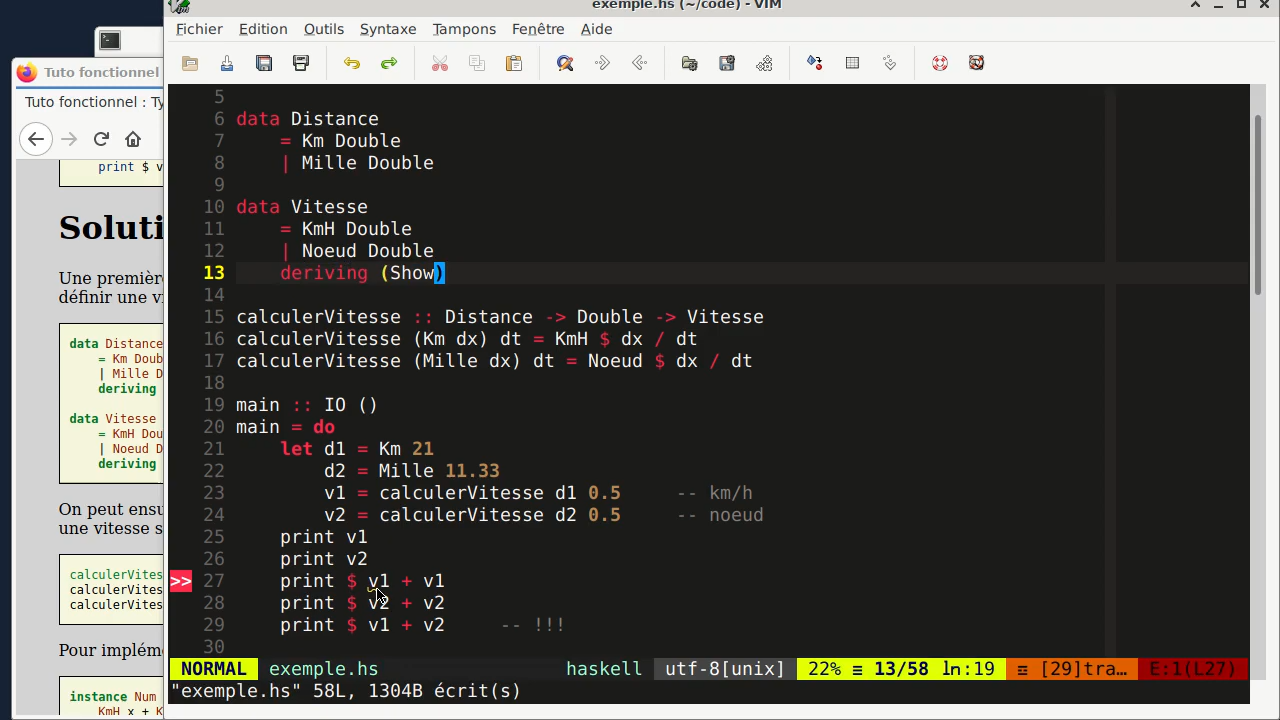 exemple.hs (~/code) - VIM
Fichier Edition Outils Syntaxe Tampons Fenêtre Aide
Tuto fonctionnel
Tuto fonctionnel : Ty
print $ v
Soluti
Une première
définir une vi
data Distance
= Km Doub
| Mille D
deriving
data Vitesse
= KmH Dou
| Noeud D
deriving
On peut ensu
une vitesse s
calculerVites
calculerVites
calculerVites
Pour implém
instance Num
KmH x + K
5
6 data Distance
7 = Km Double
8 | Mille Double
9
10 data Vitesse
11 = KmH Double
12 | Noeud Double
13 deriving (Show)
14
15 calculerVitesse :: Distance -> Double -> Vitesse
16 calculerVitesse (Km dx) dt = KmH $ dx / dt
17 calculerVitesse (Mille dx) dt = Noeud $ dx / dt
18
19 main :: IO ()
20 main = do
21 let d1 = Km 21
22 d2 = Mille 11.33
23 v1 = calculerVitesse d1 0.5 -- km/h
24 v2 = calculerVitesse d2 0.5 -- noeud
25 print v1
26 print v2
>> 27 print $ v1 + v1
28 print $ v2 + v2
29 print $ v1 + v2 -- !!!
30
NORMAL exemple.hs haskell utf-8[unix] 22% ≡ 13/58 ln:19 ≡ [29]tra… E:1(L27)
"exemple.hs" 58L, 1304B écrit(s)